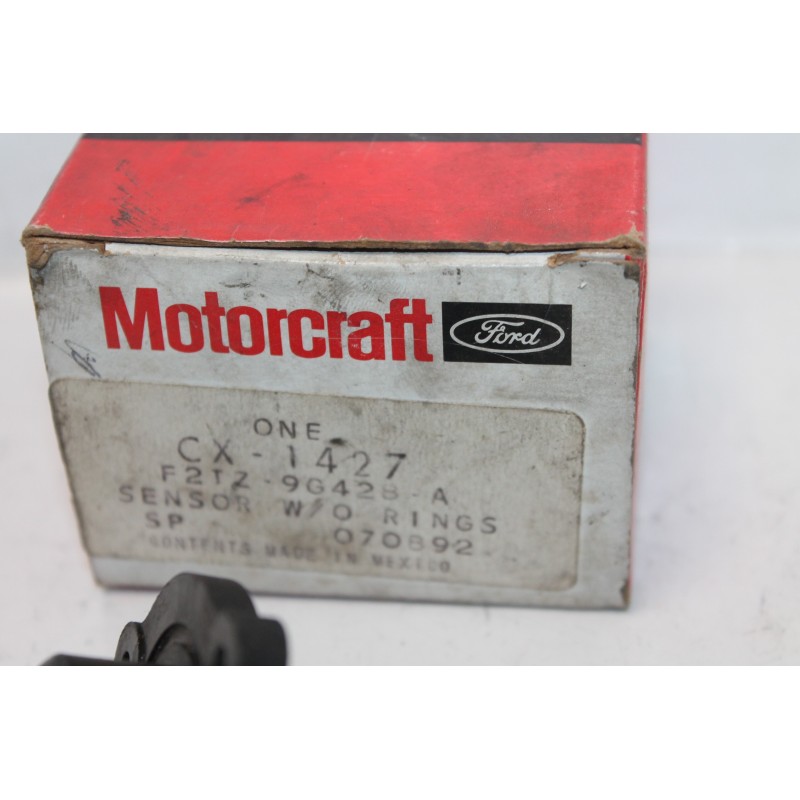 Motorcraft Ford
ONE
CX-1427
F2TZ-9G428-A
SENSOR W/O RINGS
SP 070892
CONTENTS MADE IN MEXICO